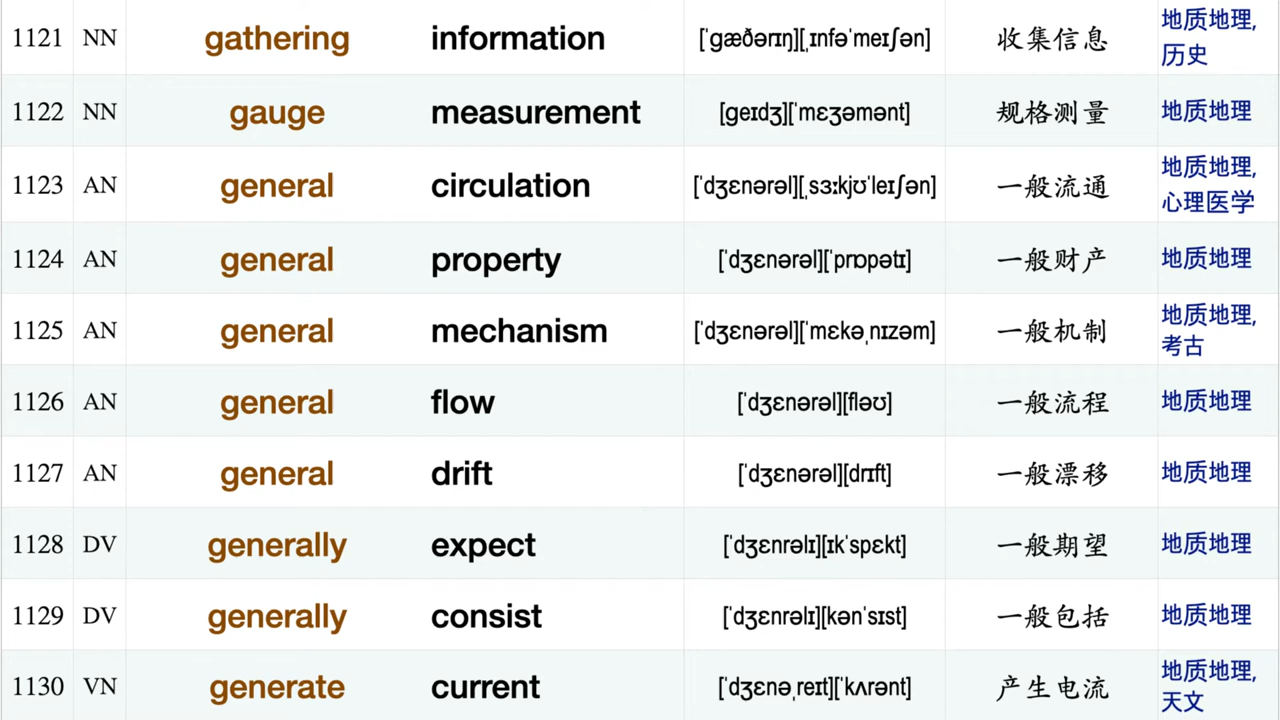 1121 NN gathering information [ˈɡæðərɪŋ][ˌɪnfəˈmeɪʃən] 收集信息 地质地理, 历史
1122 NN gauge measurement [ɡeɪdʒ][ˈmɛʒəmənt] 规格测量 地质地理
1123 AN general circulation [ˈdʒɛnərəl][ˌsɜːkjʊˈleɪʃən] 一般流通 地质地理, 心理医学
1124 AN general property [ˈdʒɛnərəl][ˈprɒpətɪ] 一般财产 地质地理
1125 AN general mechanism [ˈdʒɛnərəl][ˈmɛkəˌnɪzəm] 一般机制 地质地理, 考古
1126 AN general flow [ˈdʒɛnərəl][fləʊ] 一般流程 地质地理
1127 AN general drift [ˈdʒɛnərəl][drɪft] 一般漂移 地质地理
1128 DV generally expect [ˈdʒɛnrəlɪ][ɪkˈspɛkt] 一般期望 地质地理
1129 DV generally consist [ˈdʒɛnrəlɪ][kənˈsɪst] 一般包括 地质地理
1130 VN generate current [ˈdʒɛnəˌreɪt][ˈkʌrənt] 产生电流 地质地理, 天文